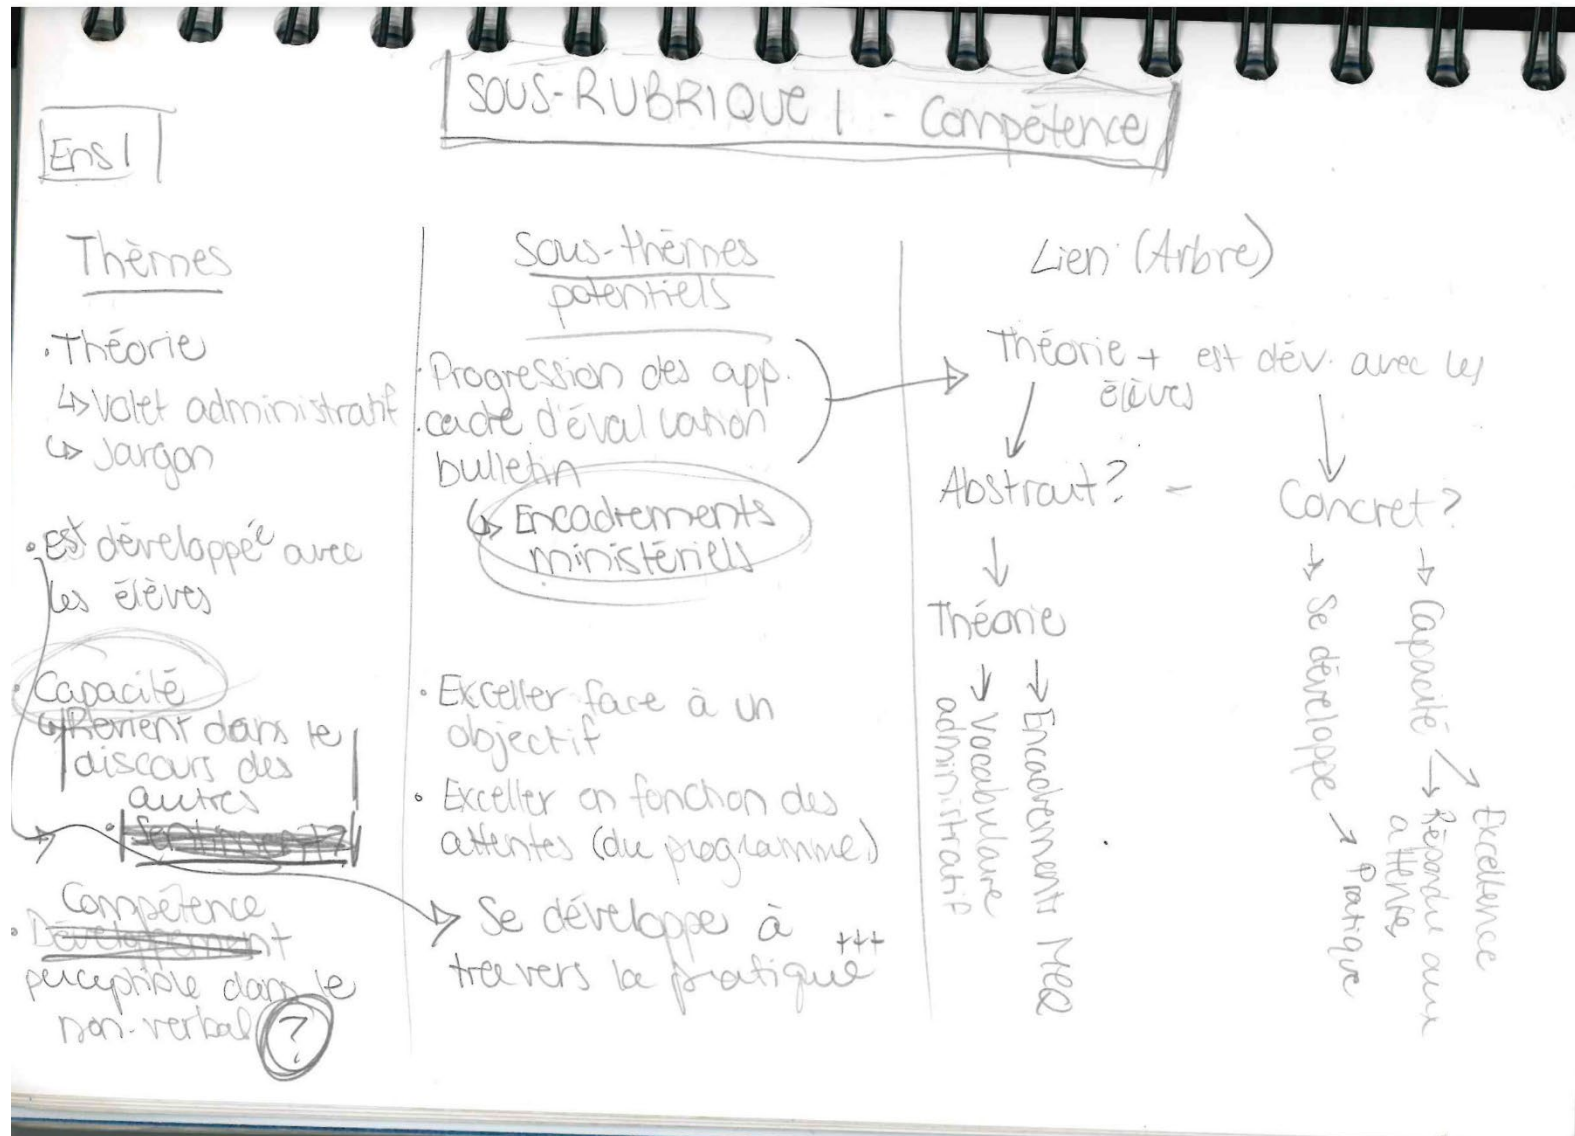 SOUS-RUBRIQUE 1 - Compétence
Ens 1
Thèmes
• Théorie
↳ Volet administratif
↳ Jargon
• Est développée avec
les élèves
• Capacité
↳ Revient dans le
discours des
autres
• Sentiment?
Compétence
• Développement
perceptible dans le
non-verbal ?
Sous-thèmes
potentiels
• Progression des app.
• cadre d'évaluation
bulletin
↳ Encadrements
ministériels
• Exceller face à un
objectif
• Exceller en fonction des
attentes (du programme)
Se développe à
travers la pratique +++
Lien (Arbre)
Théorie + est dév. avec les
élèves
Abstrait? - Concret?
Théorie
→ Encadrements MEQ
→ Vocabulaire
administratif
→ Capacité
→ Excellence
→ Répondre aux
attentes
→ Se développe → Pratique